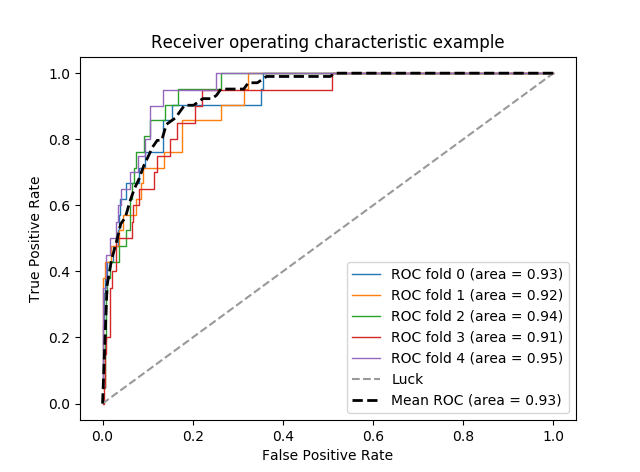 Receiver operating characteristic example
True Positive Rate
1.0
0.8
0.6
0.4
0.2
0.0
ROC fold 0 (area = 0.93)
ROC fold 1 (area = 0.92)
ROC fold 2 (area = 0.94)
ROC fold 3 (area = 0.91)
ROC fold 4 (area = 0.95)
Luck
Mean ROC (area = 0.93)
0.0 0.2 0.4 0.6 0.8 1.0
False Positive Rate